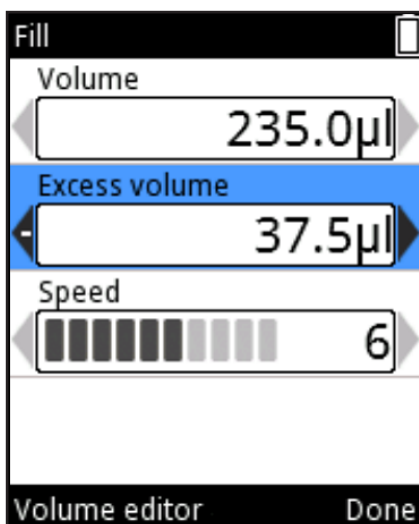 Fill
Volume
235.0µl
Excess volume
-
37.5µl
Speed
6
Volume editor Done